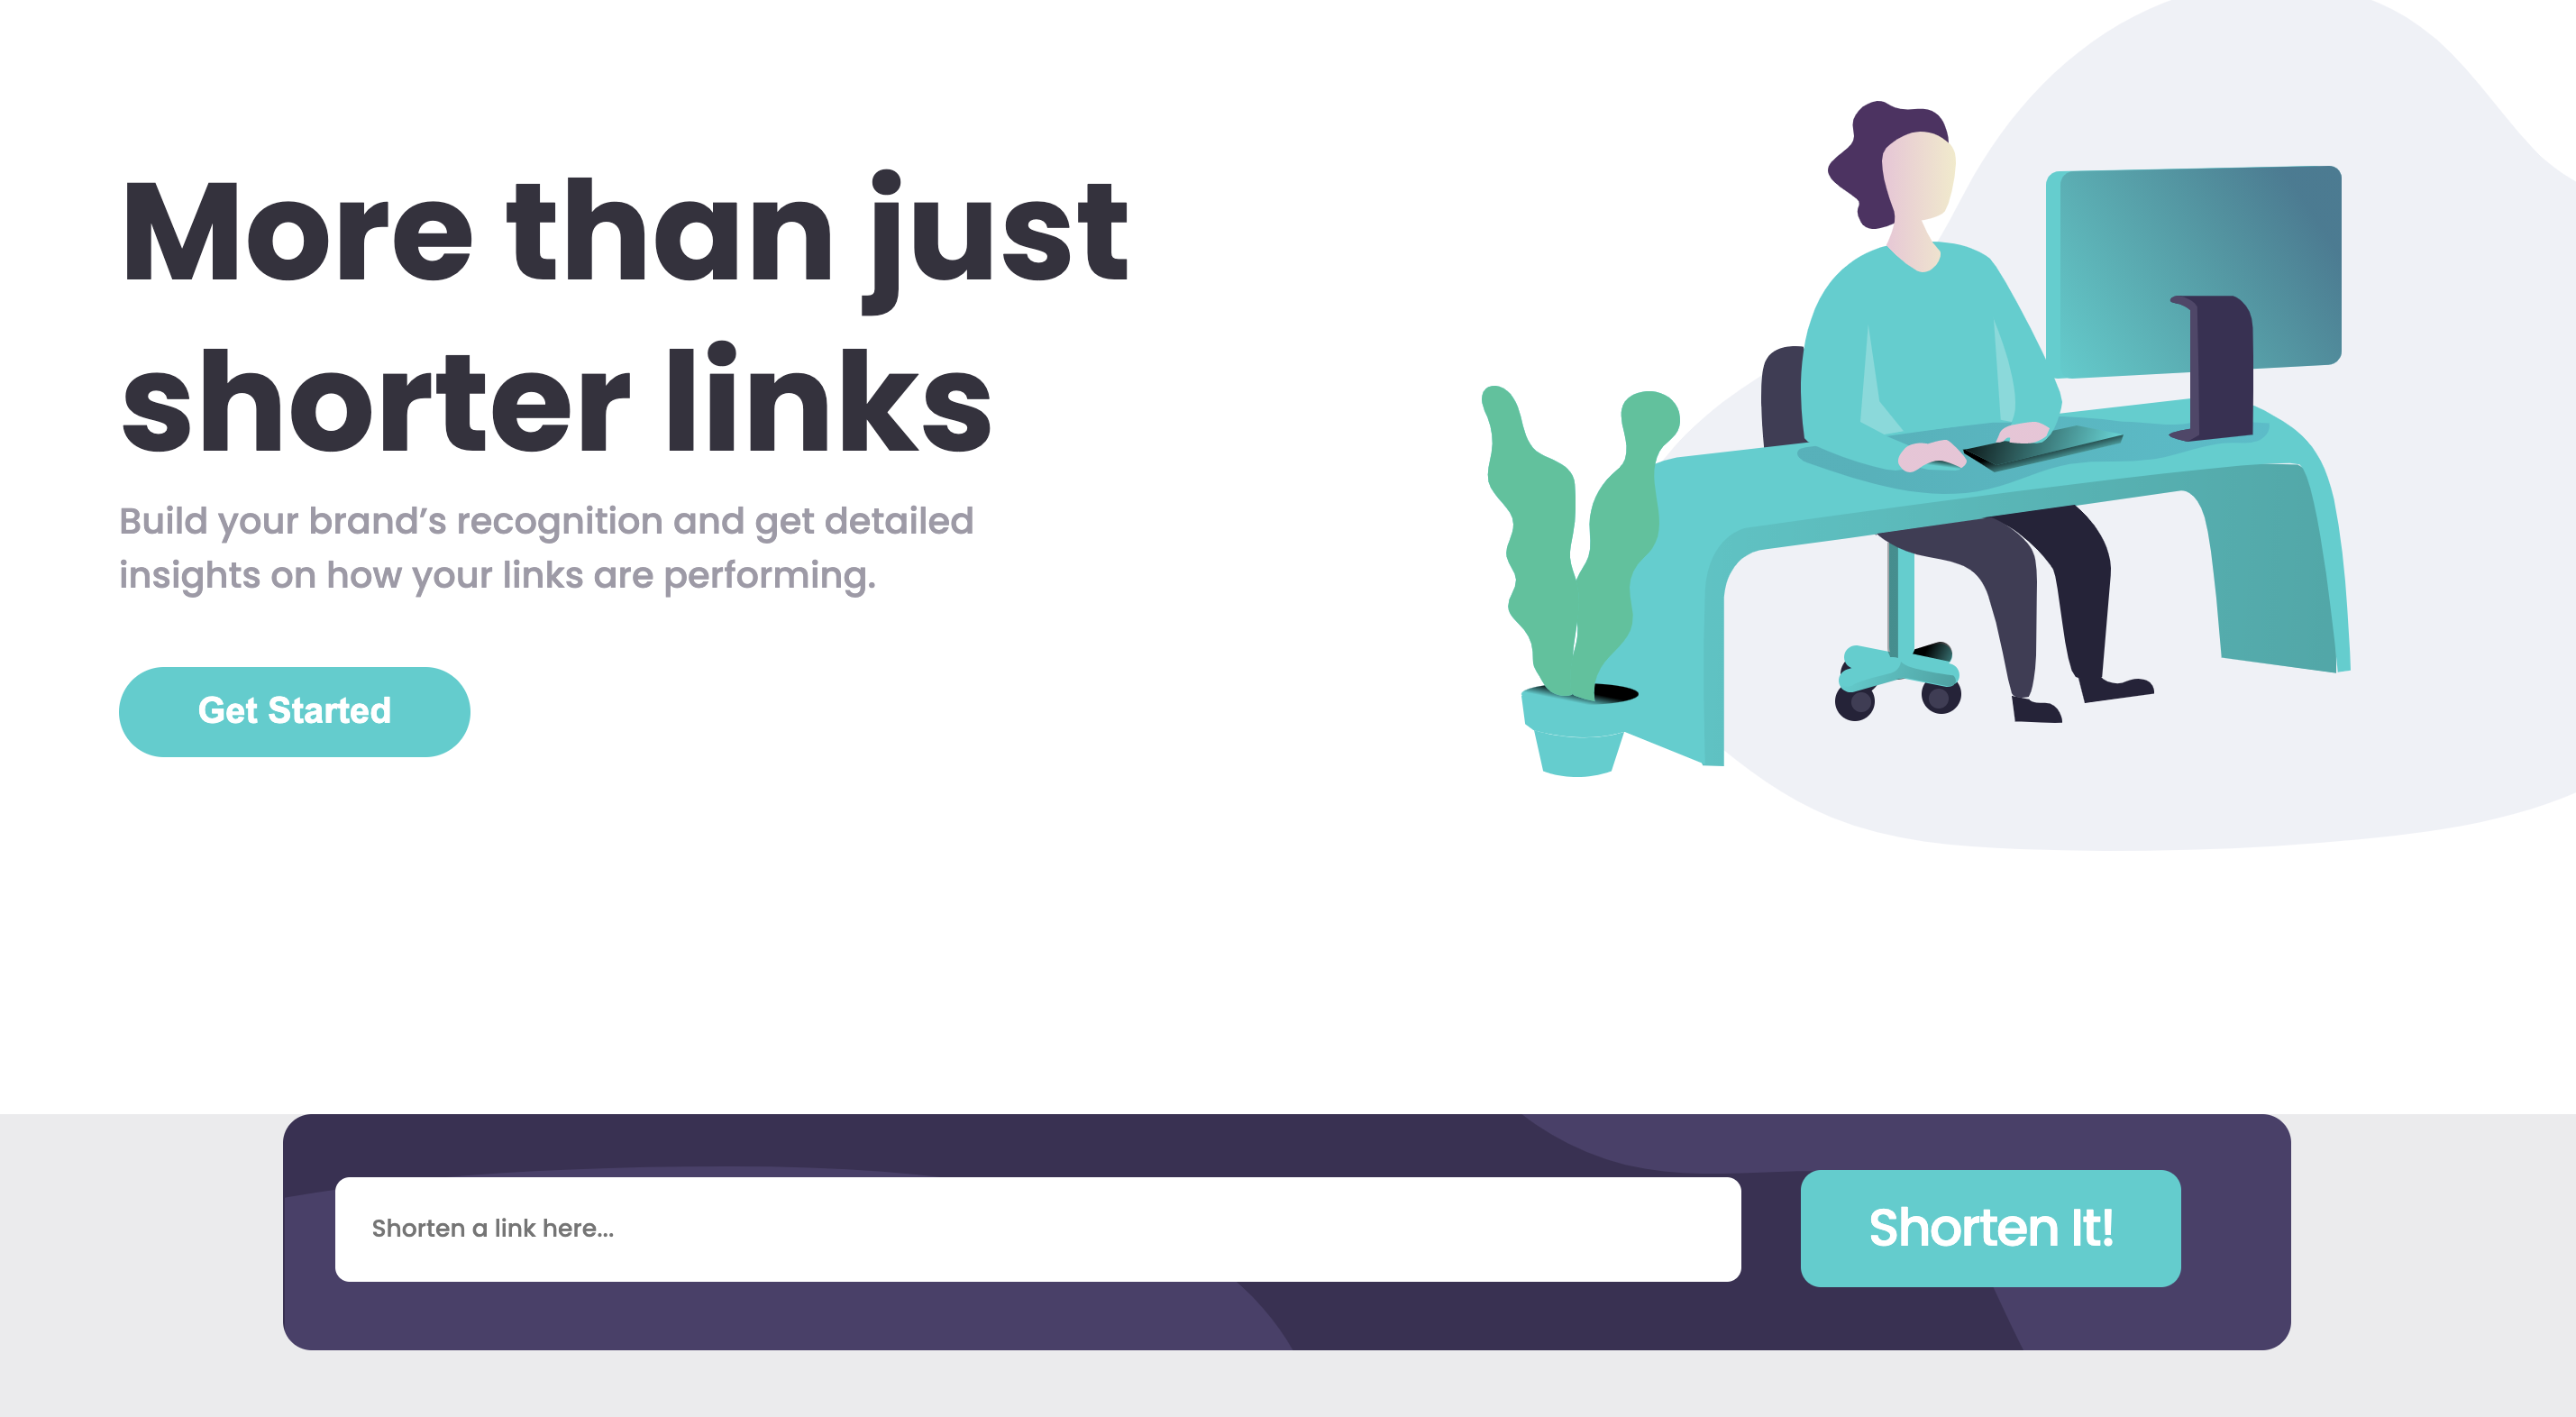 More than just
shorter links
Build your brand’s recognition and get detailed
insights on how your links are performing.
Get Started
Shorten a link here...
Shorten It!